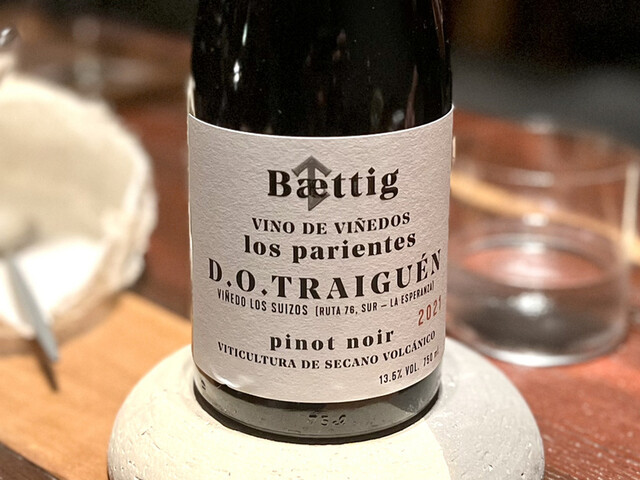 Bættig
VINO DE VIÑEDOS
los parientes
D.O.TRAIGUÉN
VIÑEDO LOS SUIZOS (RUTA 76, SUR – LA ESPERANZA)
2021
pinot noir
VITICULTURA DE SECANO VOLCÁNICO
13.5% VOL. 750 ml